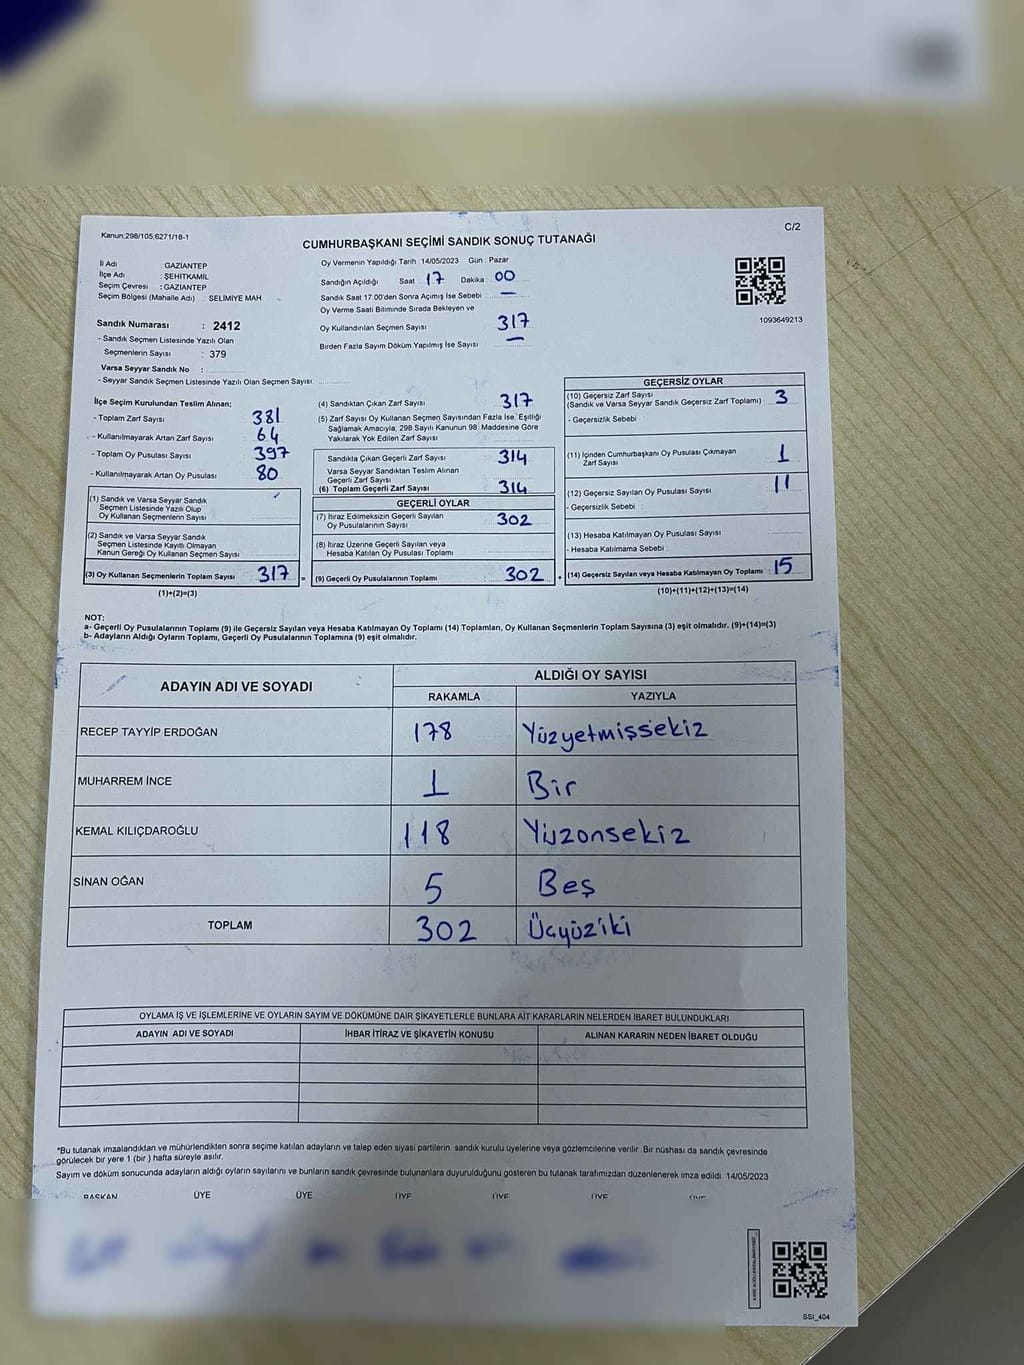 Kanun;298/105;6271/18-1
C/2
CUMHURBAŞKANI SEÇİMİ SANDIK SONUÇ TUTANAĞI
İl Adı : GAZİANTEP
İlçe Adı : ŞEHİTKAMİL
Seçim Çevresi : GAZİANTEP
Seçim Bölgesi (Mahalle Adı) : SELİMİYE MAH
Sandık Numarası : 2412
- Sandık Seçmen Listesinde Yazılı Olan
Seçmenlerin Sayısı : 379
Varsa Seyyar Sandık No :
- Seyyar Sandık Seçmen Listesinde Yazılı Olan Seçmen Sayısı:
Oy Vermenin Yapıldığı Tarih : 14/05/2023 Gün : Pazar
Sandığın Açıldığı Saat 17 Dakika : 00
Sandık Saat 17:00'den Sonra Açımış İse Sebebi —
Oy Verme Saati Bitiminde Sırada Bekleyen ve
Oy Kullandırılan Seçmen Sayısı 317
Birden Fazla Sayım Döküm Yapılmış İse Sayısı —
1093649213
İlçe Seçim Kurulundan Teslim Alınan;
- Toplam Zarf Sayısı 381
- Kullanılmayarak Artan Zarf Sayısı 64
- Toplam Oy Pusulası Sayısı 397
- Kullanılmayarak Artan Oy Pusulası 80
(1) Sandık ve Varsa Seyyar Sandık
Seçmen Listesinde Yazılı Olup
Oy Kullanan Seçmenlerin Sayısı
(2) Sandık ve Varsa Seyyar Sandık
Seçmen Listesinde Kayıtlı Olmayan
Kanun Gereği Oy Kullanan Seçmen Sayısı
(3) Oy Kullanan Seçmenlerin Toplam Sayısı 317
(1)+(2)=(3)
(4) Sandıktan Çıkan Zarf Sayısı 317
(5) Zarf Sayısı Oy Kullanan Seçmen Sayısından Fazla İse, Eşitliği
Sağlamak Amacıyla, 298 Sayılı Kanunun 98. Maddesine Göre
Yakılarak Yok Edilen Zarf Sayısı
Sandıkta Çıkan Geçerli Zarf Sayısı 314
Varsa Seyyar Sandıktan Teslim Alınan
Geçerli Zarf Sayısı
(6) Toplam Geçerli Zarf Sayısı 314
GEÇERLİ OYLAR
(7) İtiraz Edilmeksizin Geçerli Sayılan
Oy Pusulalarının Sayısı 302
(8) İtiraz Üzerine Geçerli Sayılan veya
Hesaba Katılan Oy Pusulası Toplamı
= (9) Geçerli Oy Pusulalarının Toplamı 302
GEÇERSİZ OYLAR
(10) Geçersiz Zarf Sayısı
(Sandık ve Varsa Seyyar Sandık Geçersiz Zarf Toplamı) 3
- Geçersizlik Sebebi
(11) İçinden Cumhurbaşkanı Oy Pusulası Çıkmayan
Zarf Sayısı 1
(12) Geçersiz Sayılan Oy Pusulası Sayısı 11
- Geçersizlik Sebebi :
(13) Hesaba Katılmayan Oy Pusulası Sayısı
- Hesaba Katılmama Sebebi :
+ (14) Geçersiz Sayılan veya Hesaba Katılmayan Oy Toplamı 15
(10)+(11)+(12)+(13)=(14)
NOT:
a- Geçerli Oy Pusulalarının Toplamı (9) ile Geçersiz Sayılan veya Hesaba Katılmayan Oy Toplamı (14) Toplamları, Oy Kullanan Seçmenlerin Toplam Sayısına (3) eşit olmalıdır. (9)+(14)=(3)
b- Adayların Aldığı Oyların Toplamı, Geçerli Oy Pusulalarının Toplamına (9) eşit olmalıdır.
ADAYIN ADI VE SOYADI
ALDIĞI OY SAYISI
RAKAMLA YAZIYLA
RECEP TAYYİP ERDOĞAN 178 Yüzyetmişsekiz
MUHARREM İNCE 1 Bir
KEMAL KILIÇDAROĞLU 118 Yüzonsekiz
SİNAN OĞAN 5 Beş
TOPLAM 302 Üçyüziki
OYLAMA İŞ VE İŞLEMLERİNE VE OYLARIN SAYIM VE DÖKÜMÜNE DAİR ŞİKAYETLERLE BUNLARA AİT KARARLARIN NELERDEN İBARET BULUNDUKLARI
ADAYIN ADI VE SOYADI İHBAR İTİRAZ VE ŞİKAYETİN KONUSU ALINAN KARARIN NEDEN İBARET OLDUĞU
*Bu tutanak imzalandıktan ve mühürlendikten sonra seçime katılan adayların ve talep eden siyasi partilerin sandık kurulu üyelerine veya gözlemcilerine verilir. Bir nüshası da sandık çevresinde
görülecek bir yere 1 (bir ) hafta süreyle asılır.
Sayım ve döküm sonucunda adayların aldığı oyların sayılarını ve bunların sandık çevresinde bulunanlara duyurulduğunu gösteren bu tutanak tarafımızdan düzenlenerek imza edildi. 14/05/2023
BAŞKAN ÜYE ÜYE ÜYE ÜYE ÜYE ÜYE
SSI_404